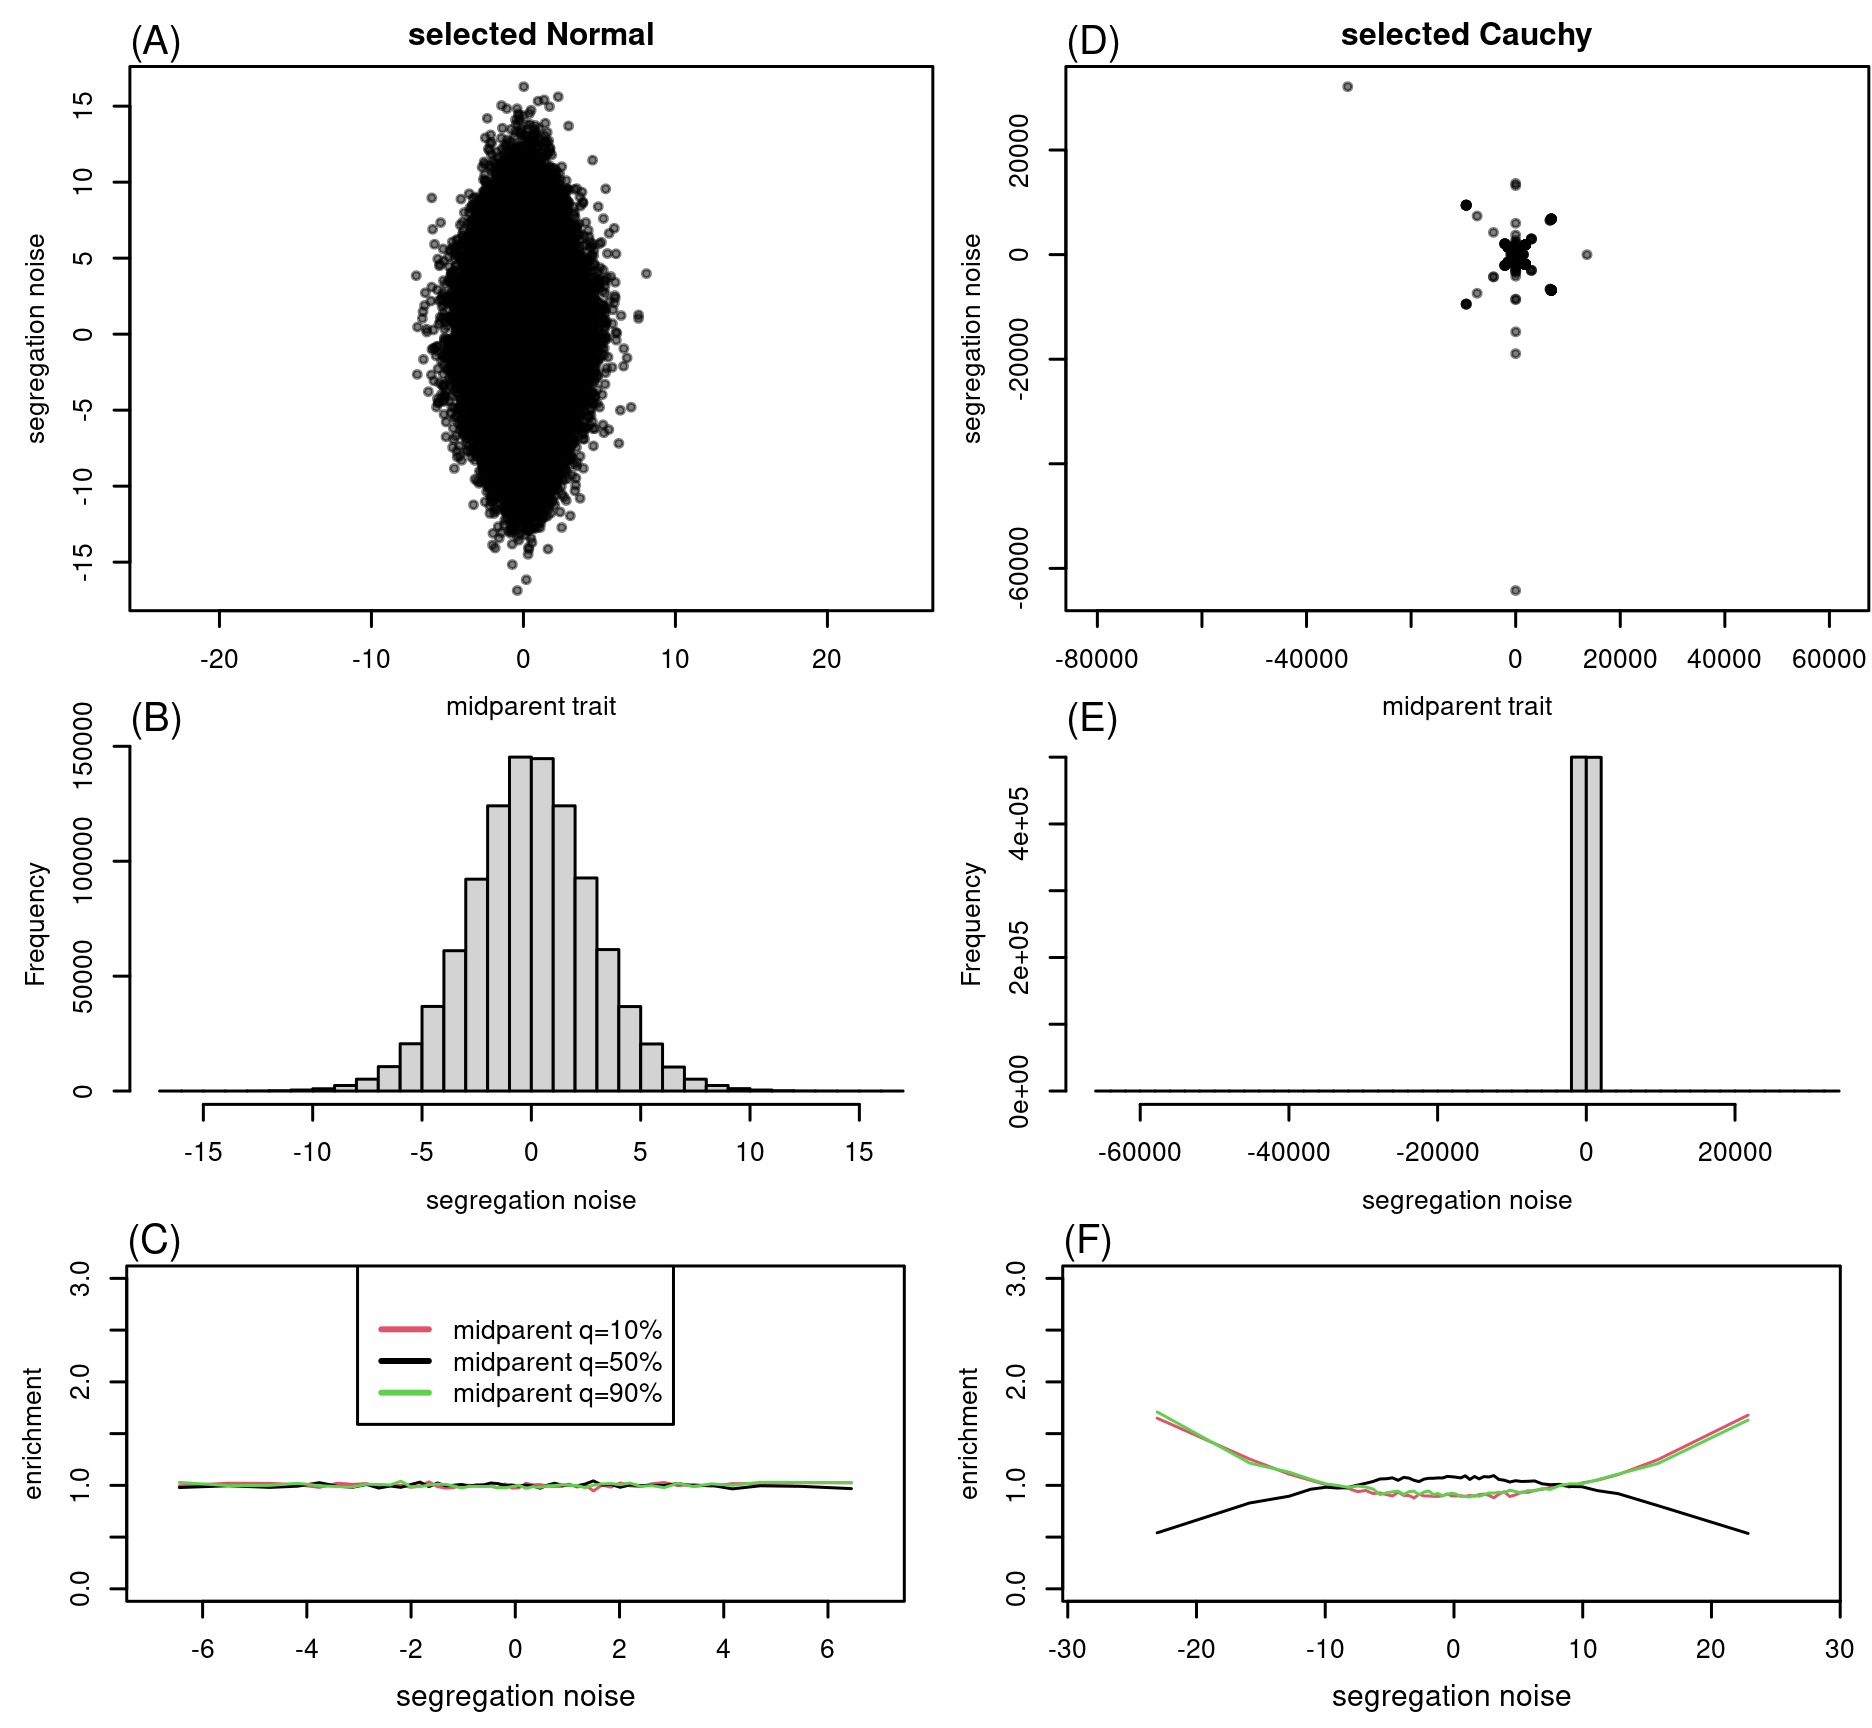 (A)
selected Normal
segregation noise
15
10
5
0
-5
-10
-15
-20
-10
0
10
20
midparent trait
(D)
selected Cauchy
segregation noise
20000
0
-20000
-60000
-80000
-40000
0
20000
40000
60000
midparent trait
(B)
Frequency
150000
100000
50000
0
-15
-10
-5
0
5
10
15
segregation noise
(E)
Frequency
4e+05
2e+05
0e+00
-60000
-40000
-20000
0
20000
segregation noise
(C)
enrichment
3.0
2.0
1.0
0.0
midparent q=10%
midparent q=50%
midparent q=90%
-6
-4
-2
0
2
4
6
segregation noise
(F)
enrichment
3.0
2.0
1.0
0.0
-30
-20
-10
0
10
20
30
segregation noise